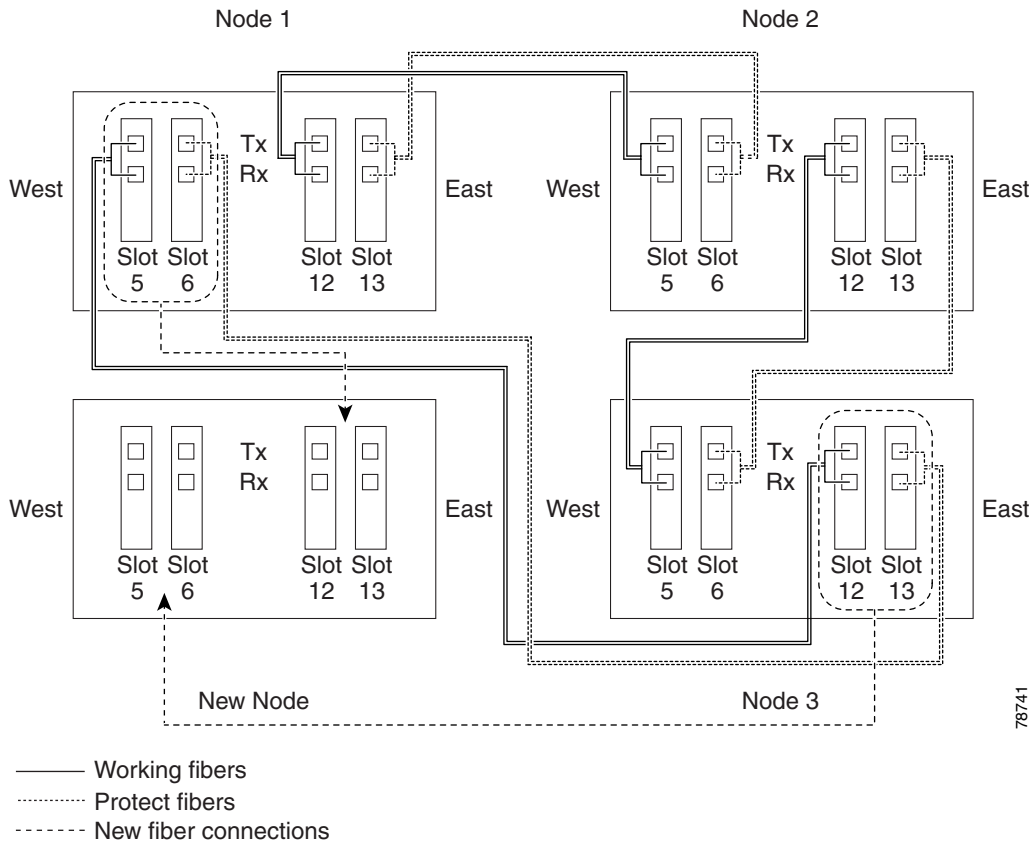 Node 1 Node 2
Tx Tx
Rx Rx
West East West East
Slot Slot Slot Slot Slot Slot Slot Slot
5 6 12 13 5 6 12 13
Tx Tx
Rx Rx
West East West East
Slot Slot Slot Slot Slot Slot Slot Slot
5 6 12 13 5 6 12 13
New Node Node 3
78741
Working fibers
Protect fibers
New fiber connections